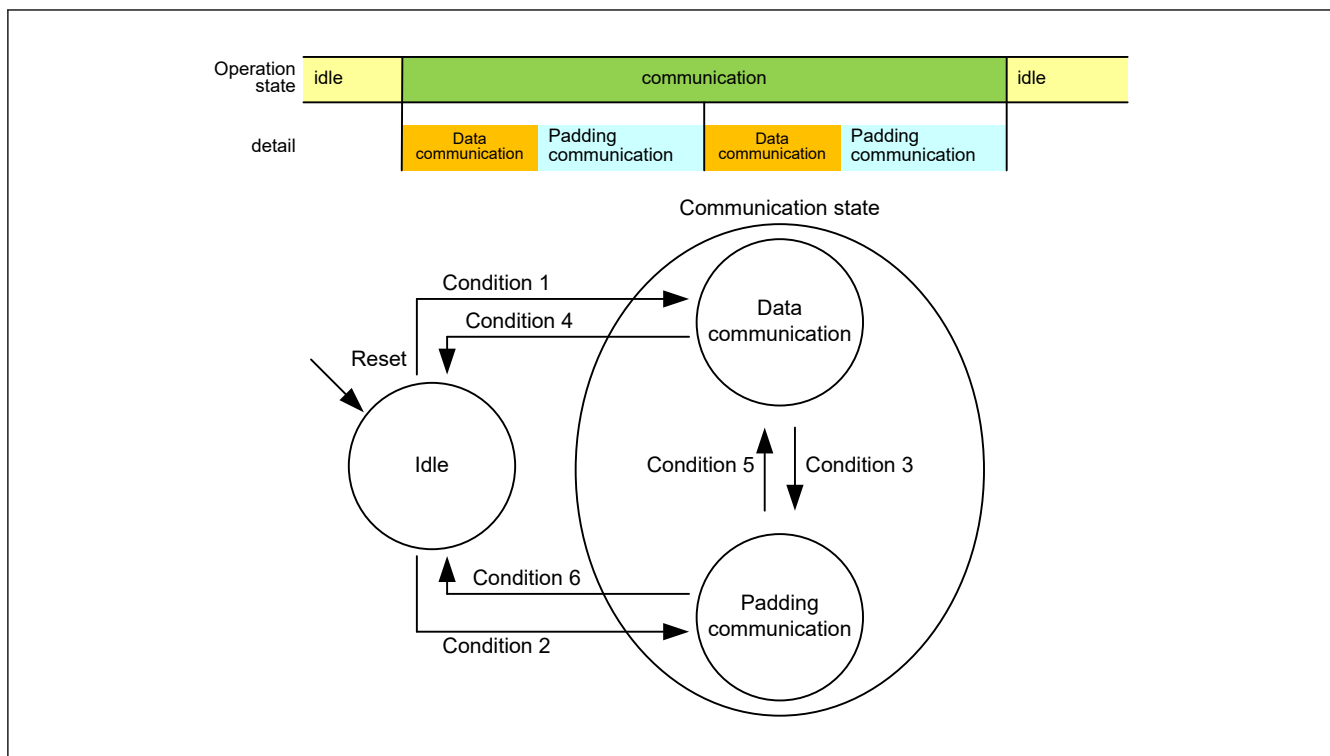 Operation
state
idle
communication
idle
detail
Data
communication
Padding
communication
Data
communication
Padding
communication
Communication state
Condition 1
Data
communication
Condition 4
Reset
Idle
Condition 5
Condition 3
Condition 6
Padding
communication
Condition 2